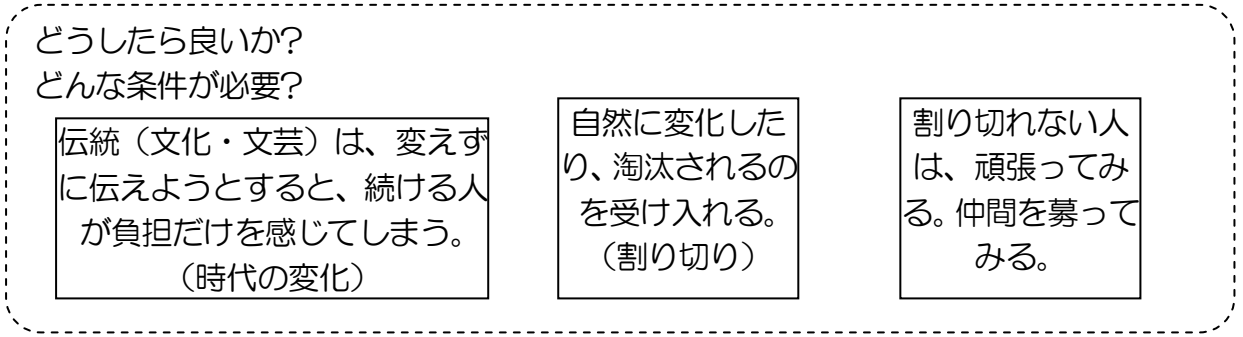 どうしたら良いか?
どんな条件が必要?
伝統（文化・文芸）は、変えず
に伝えようとすると、続ける人
が負担だけを感じてしまう。
（時代の変化）
自然に変化した
り、淘汰されるの
を受け入れる。
（割り切り）
割り切れない人
は、頑張ってみ
る。仲間を募って
みる。